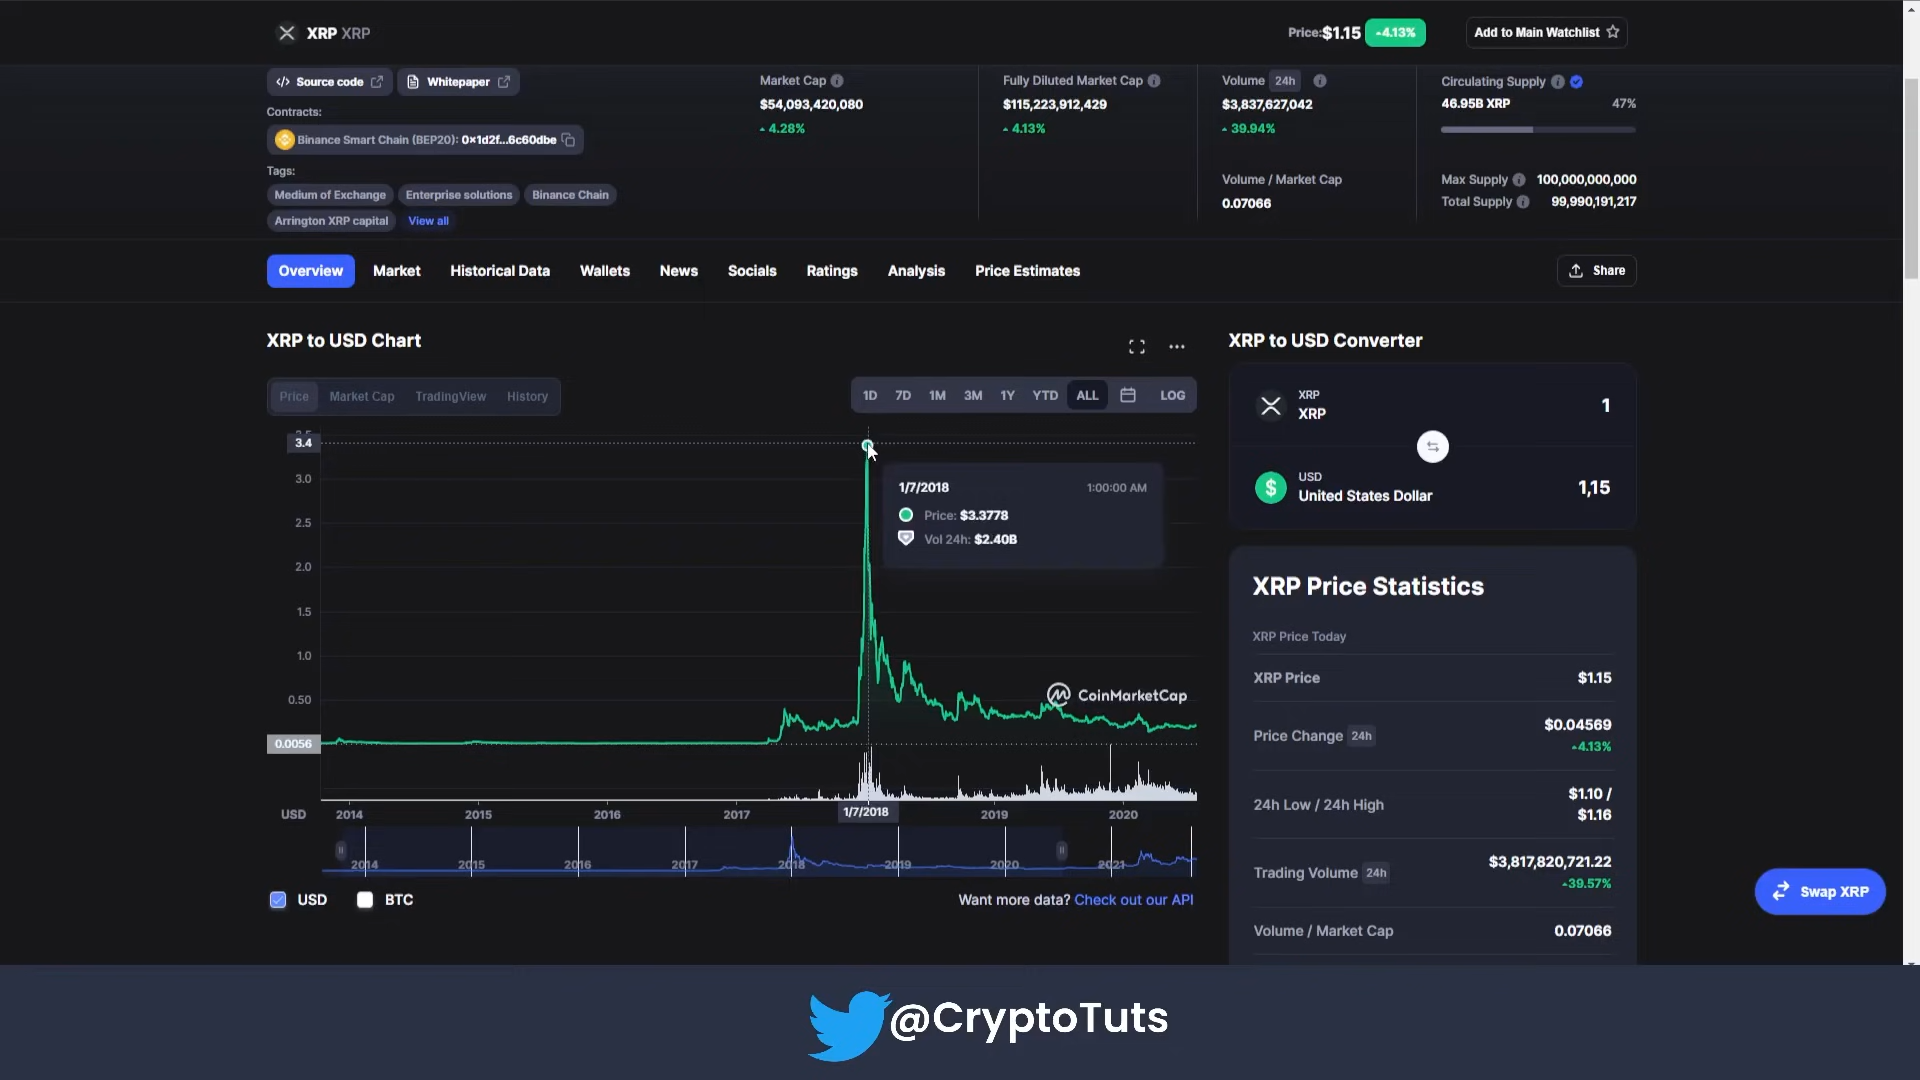 XRP XRP
Price:$1.15 4.13%
Add to Main Watchlist
Source code
Whitepaper
Contracts:
Binance Smart Chain (BEP20): 0x1d2f...6c60dbe
Tags:
Medium of Exchange
Enterprise solutions
Binance Chain
Arrington XRP capital
View all
Market Cap
$54,093,420,080
4.28%
Fully Diluted Market Cap
$115,223,912,429
4.13%
Volume 24h
$3,837,627,042
39.94%
Volume / Market Cap
0.07066
Circulating Supply
46.95B XRP 47%
Max Supply 100,000,000,000
Total Supply 99,990,191,217
Overview Market Historical Data Wallets News Socials Ratings Analysis Price Estimates
Share
XRP to USD Chart
Price Market Cap TradingView History
1D 7D 1M 3M 1Y YTD ALL LOG
3.5
3.4
3.0
2.5
2.0
1.5
1.0
0.50
0.0056
1/7/2018 1:00:00 AM
Price: $3.3778
Vol 24h: $2.40B
CoinMarketCap
USD 2014 2015 2016 2017 1/7/2018 2019 2020
2014 2015 2016 2017 2018 2019 2020 2021
USD BTC
Want more data? Check out our API
XRP to USD Converter
XRP
XRP 1
USD
United States Dollar 1,15
XRP Price Statistics
XRP Price Today
XRP Price $1.15
Price Change 24h $0.04569
4.13%
24h Low / 24h High $1.10 /
$1.16
Trading Volume 24h $3,817,820,721.22
39.57%
Volume / Market Cap 0.07066
Swap XRP
@CryptoTuts